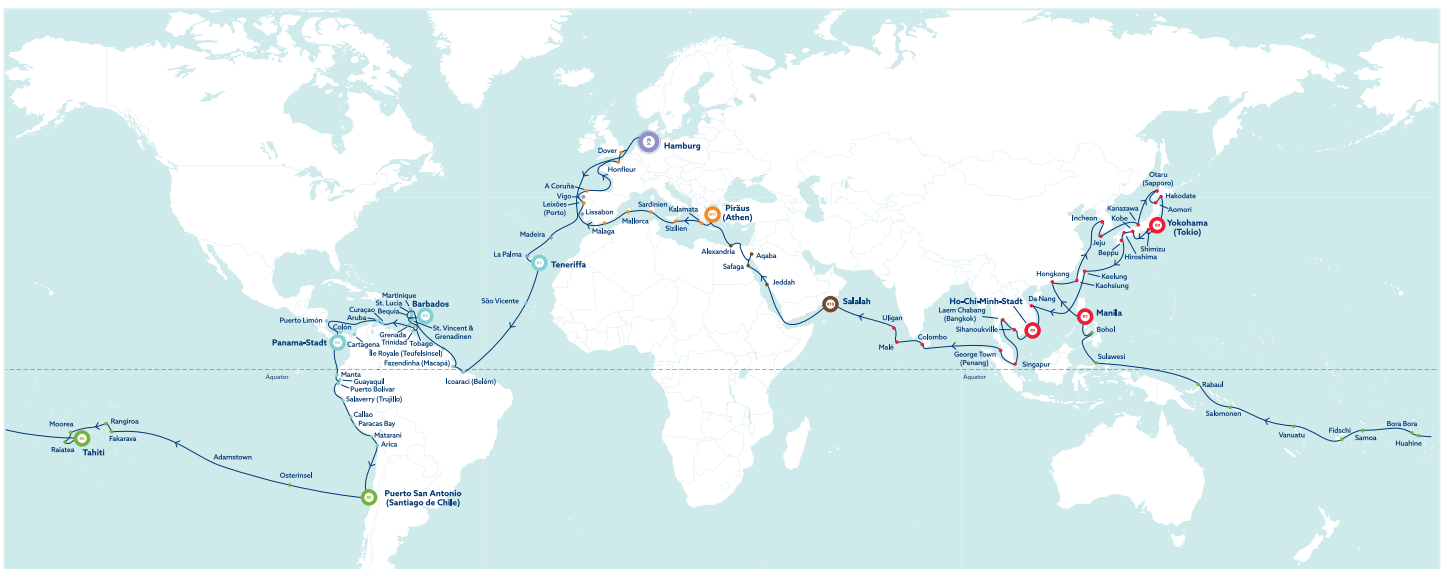 Hamburg
Dover
Honfleur
A Coruña
Vigo
Leixões
(Porto)
Lissabon
Málaga
Mallorca
Sardinien
Sizilien
Kalamata
Piräus
(Athen)
Madeira
La Palma
Teneriffa
São Vicente
Alexandria
Safaga
Aqaba
Jeddah
Salalah
Uligan
Malé
Colombo
George Town
(Penang)
Singapur
Ho-Chi-Minh-Stadt
Laem Chabang
(Bangkok)
Sihanoukville
Da Nang
Hongkong
Manila
Bohol
Sulawesi
Keelung
Kaohsiung
Incheon
Jeju
Beppu
Hiroshima
Kobe
Kanazawa
Shimizu
Yokohama
(Tokio)
Otaru
(Sapporo)
Hakodate
Aomori
Martinique
St. Lucia
Barbados
Curaçao
Bequia
Aruba
Puerto Limón
Colón
Cartagena
Panama-Stadt
Grenada
Trinidad
Tobago
St. Vincent &
Grenadinen
Île Royale (Teufelsinsel)
Fazendinha (Macapá)
Icoaraci (Belém)
Äquator
Äquator
Manta
Guayaquil
Puerto Bolívar
Salaverry (Trujillo)
Callao
Paracas Bay
Matarani
Arica
Puerto San Antonio
(Santiago de Chile)
Osterinsel
Adamstown
Fakarava
Rangiroa
Moorea
Raiatea
Tahiti
Rabaul
Salomonen
Vanuatu
Fidschi
Samoa
Bora Bora
Huahine